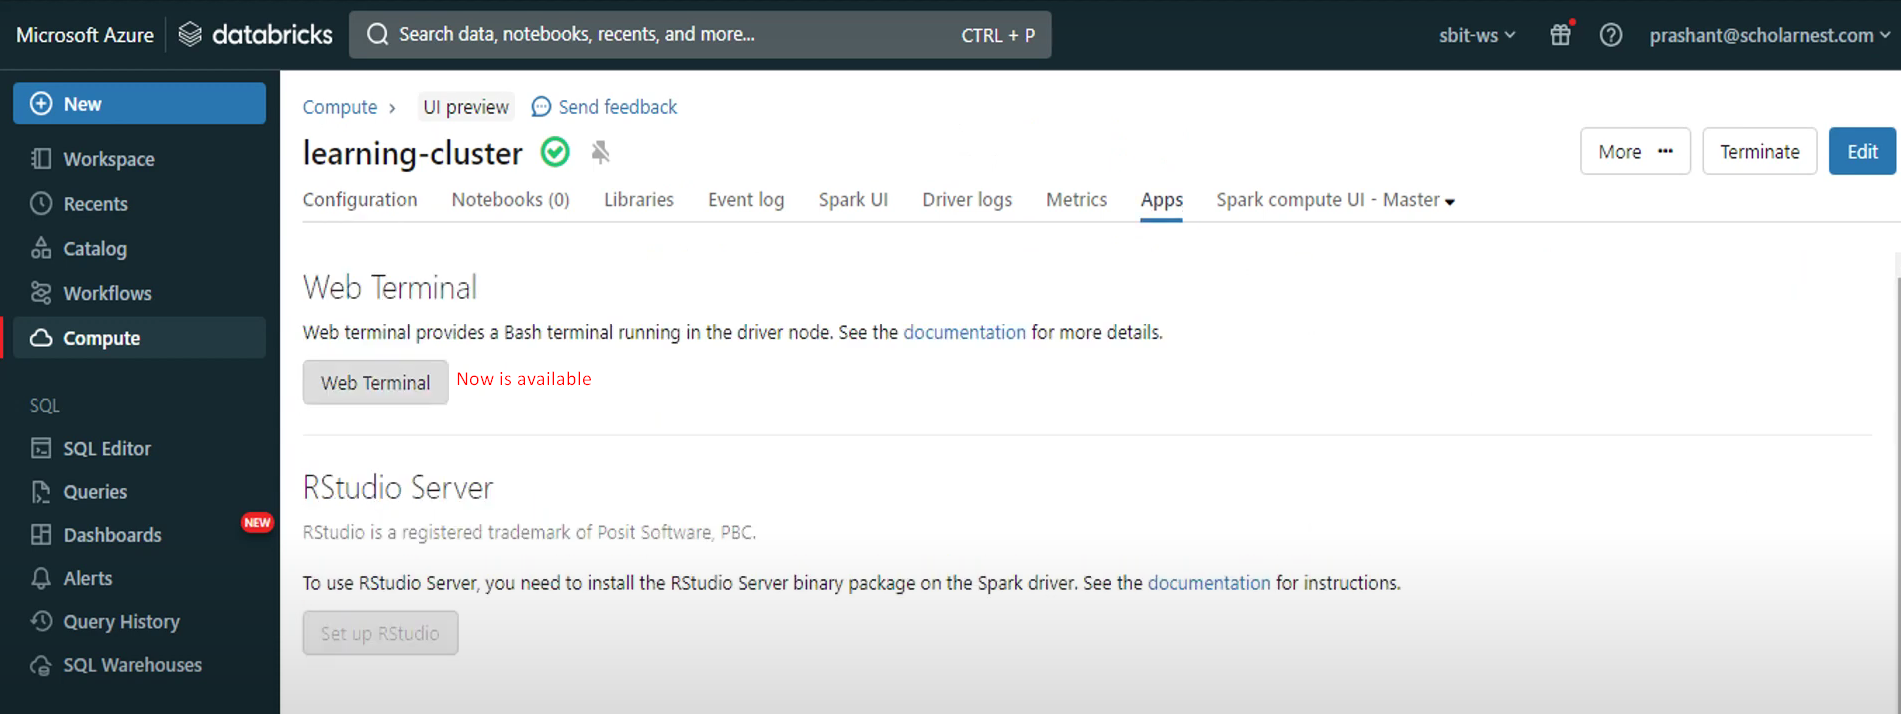 Microsoft Azure databricks Search data, notebooks, recents, and more... CTRL + P sbit-ws prashant@scholarnest.com
New
Workspace
Recents
Catalog
Workflows
Compute
SQL
SQL Editor
Queries
Dashboards NEW
Alerts
Query History
SQL Warehouses
Compute › UI preview Send feedback
learning-cluster
More ··· Terminate Edit
Configuration Notebooks (0) Libraries Event log Spark UI Driver logs Metrics Apps Spark compute UI - Master
Web Terminal
Web terminal provides a Bash terminal running in the driver node. See the documentation for more details.
Web Terminal Now is available
RStudio Server
RStudio is a registered trademark of Posit Software, PBC.
To use RStudio Server, you need to install the RStudio Server binary package on the Spark driver. See the documentation for instructions.
Set up RStudio